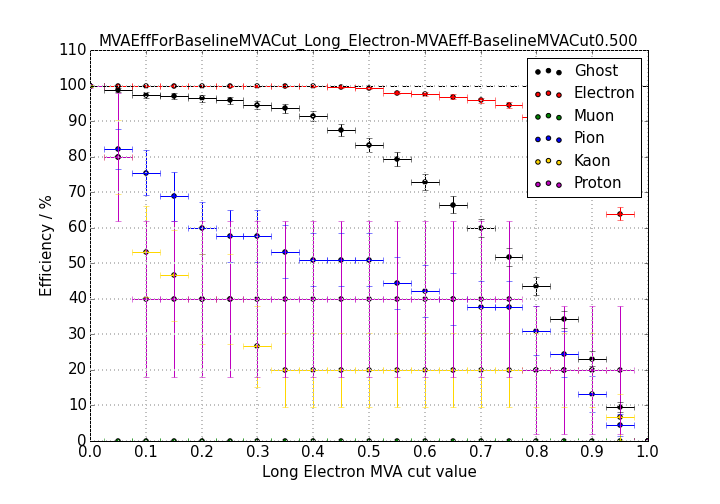 MVAEffForBaselineMVACut_Long_Electron-MVAEff-BaselineMVACut0.500
110
100
90
80
70
60
50
40
30
20
10
0
Efficiency / %
Ghost
Electron
Muon
Pion
Kaon
Proton
0.0 0.1 0.2 0.3 0.4 0.5 0.6 0.7 0.8 0.9 1.0
Long Electron MVA cut value